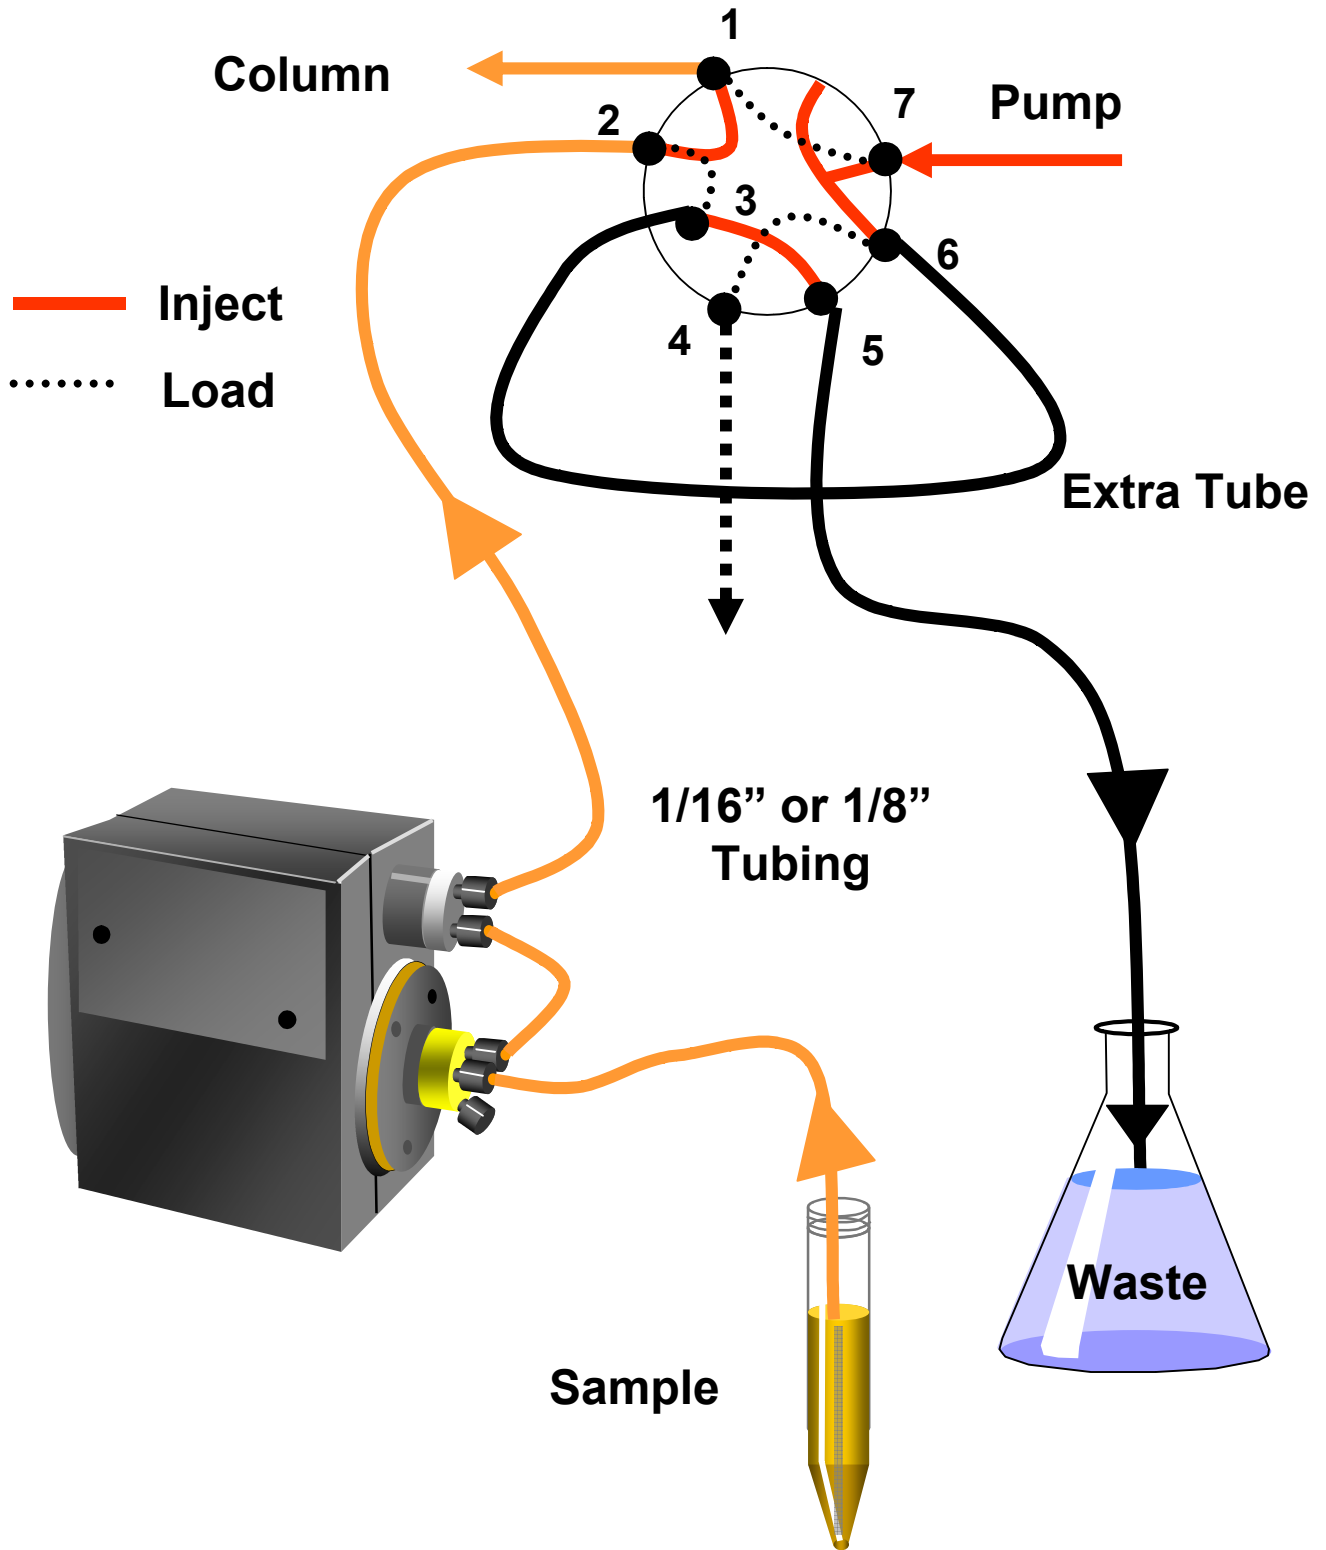 1
Column
2
7
Pump
3
6
Inject
4
5
Load
Extra Tube
1/16” or 1/8”
Tubing
Waste
Sample